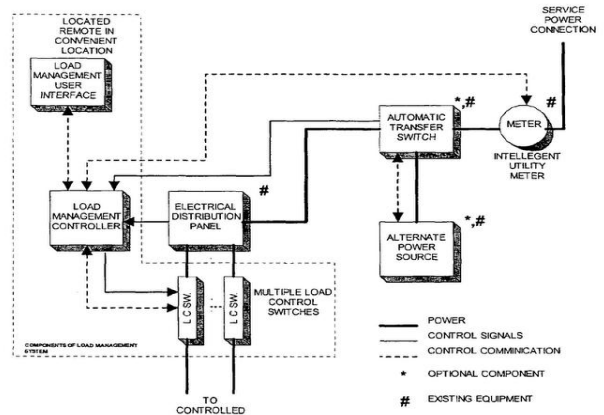 LOCATED
REMOTE IN
CONVENIENT
LOCATION
SERVICE
POWER
CONNECTION
LOAD
MANAGEMENT
USER
INTERFACE
*,#
#
AUTOMATIC
TRANSFER
SWITCH
METER
INTELLEGENT
UTILITY
METER
#
LOAD
MANAGEMENT
CONTROLLER
ELECTRICAL
DISTRIBUTION
PANEL
*,#
ALTERNATE
POWER
SOURCE
L C SW.
L C SW.
MULTIPLE LOAD
CONTROL
SWITCHES
COMPONENTS OF LOAD MANAGEMENT
SYSTEM
POWER
CONTROL SIGNALS
CONTROL COMMINICATION
* OPTIONAL COMPONENT
# EXISTING EQUIPMENT
TO
CONTROLLED